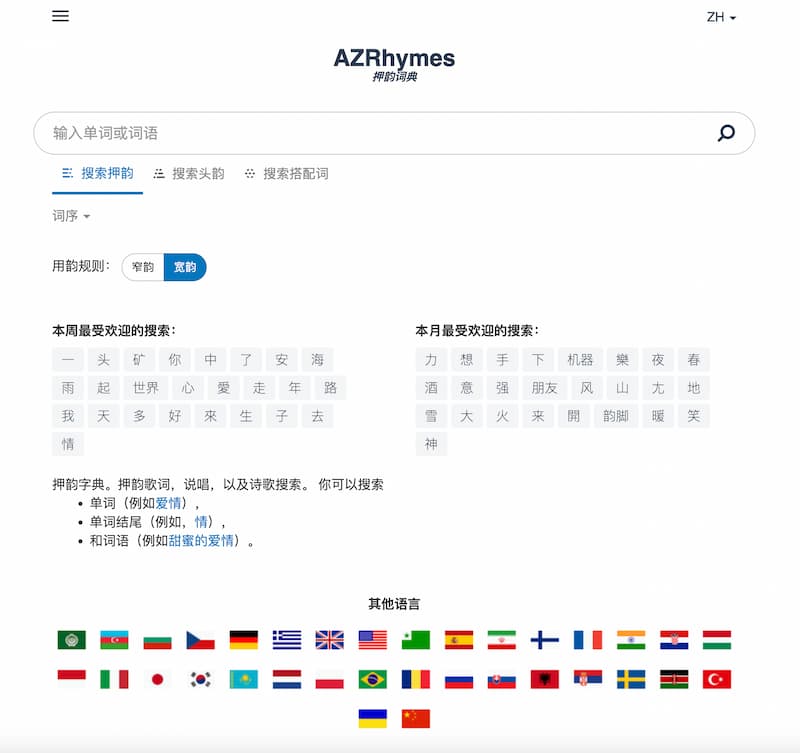 ZH
AZRhymes
押韵词典
输入单词或词语
搜索押韵 搜索头韵 搜索搭配词
词序
用韵规则： 窄韵 宽韵
本周最受欢迎的搜索：
一 头 矿 你 中 了 安 海
雨 起 世界 心 愛 走 年 路
我 天 多 好 來 生 子 去
情
本月最受欢迎的搜索：
力 想 手 下 机器 樂 夜 春
酒 意 强 朋友 风 山 尢 地
雪 大 火 来 開 韵脚 暖 笑
神
押韵字典。押韵歌词，说唱，以及诗歌搜索。 你可以搜索
• 单词（例如爱情），
• 单词结尾（例如，情），
• 和词语（例如甜蜜的爱情）。
其他语言